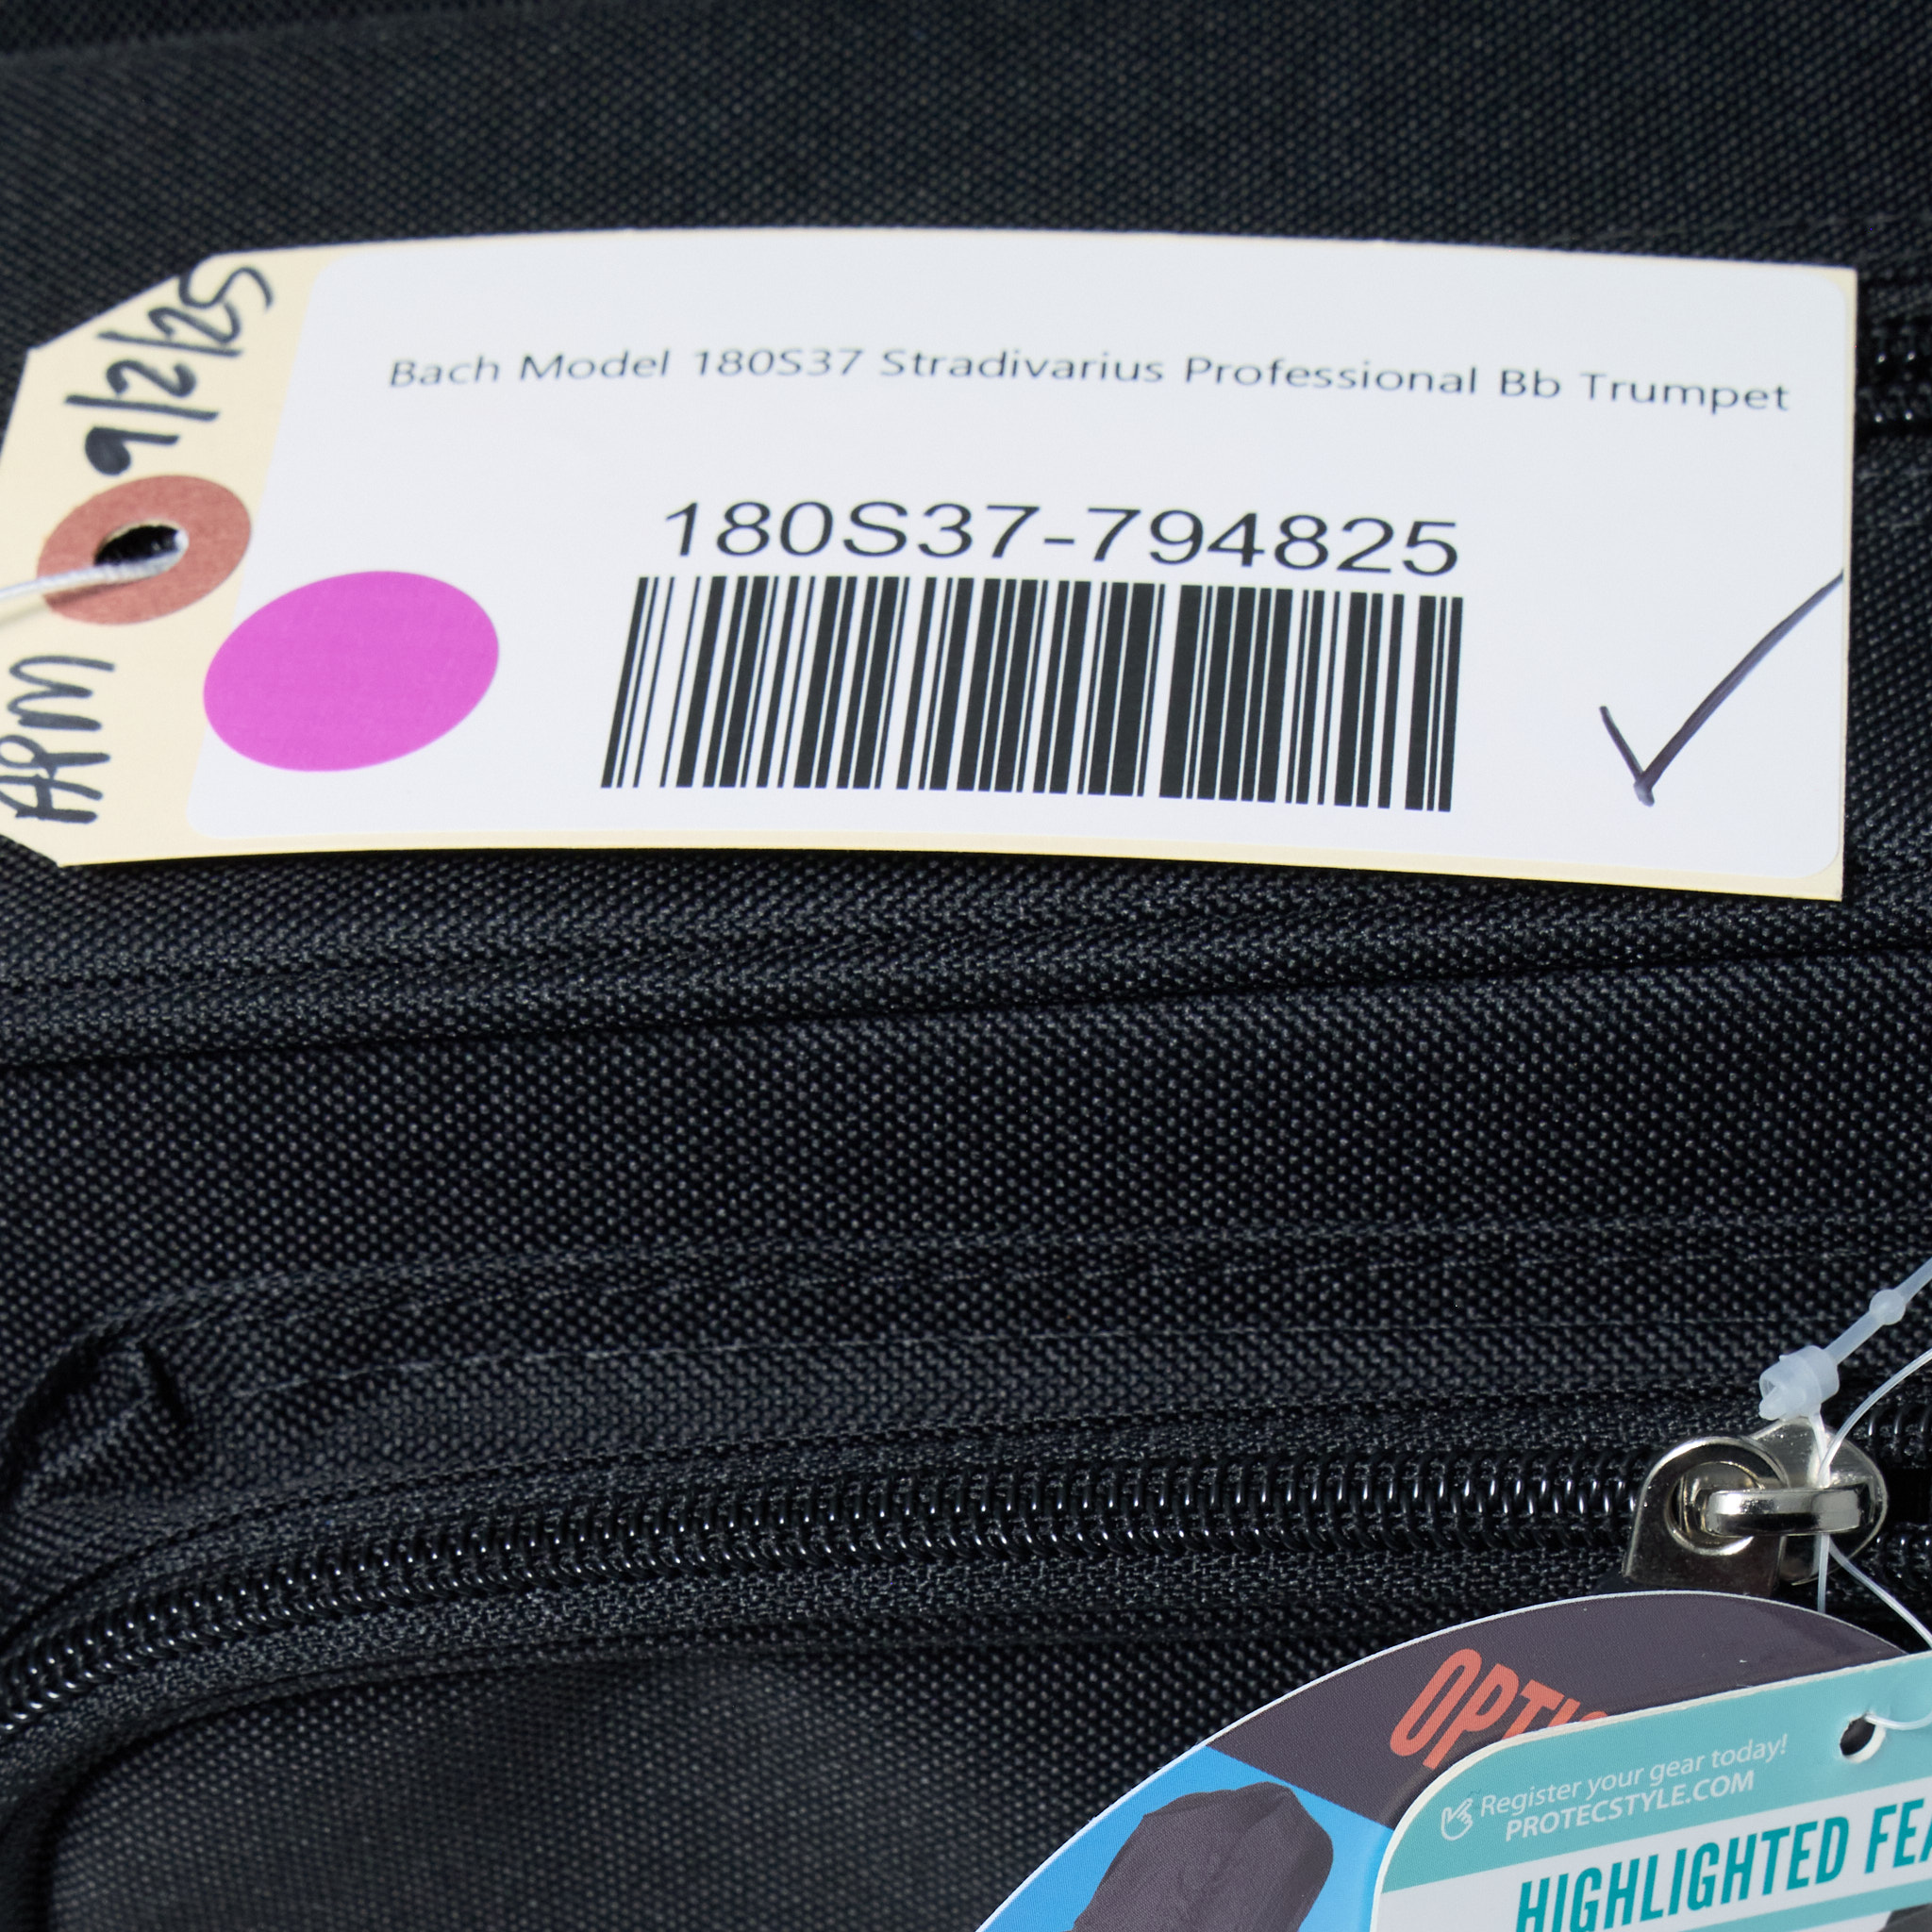 9/2/25
APM
Bach Model 180S37 Stradivarius Professional Bb Trumpet
180S37-794825
Register your gear today!
PROTECSTYLE.COM
HIGHLIGHTED